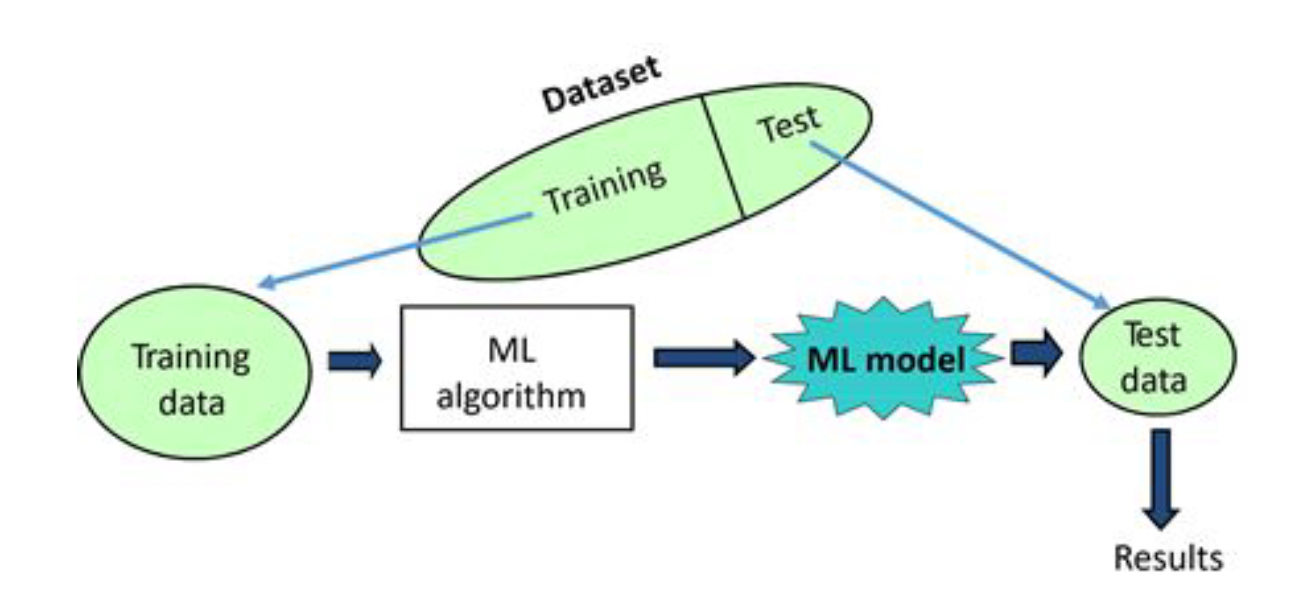 Dataset
Test
Training
Training
data
ML
algorithm
ML model
Test
data
Results